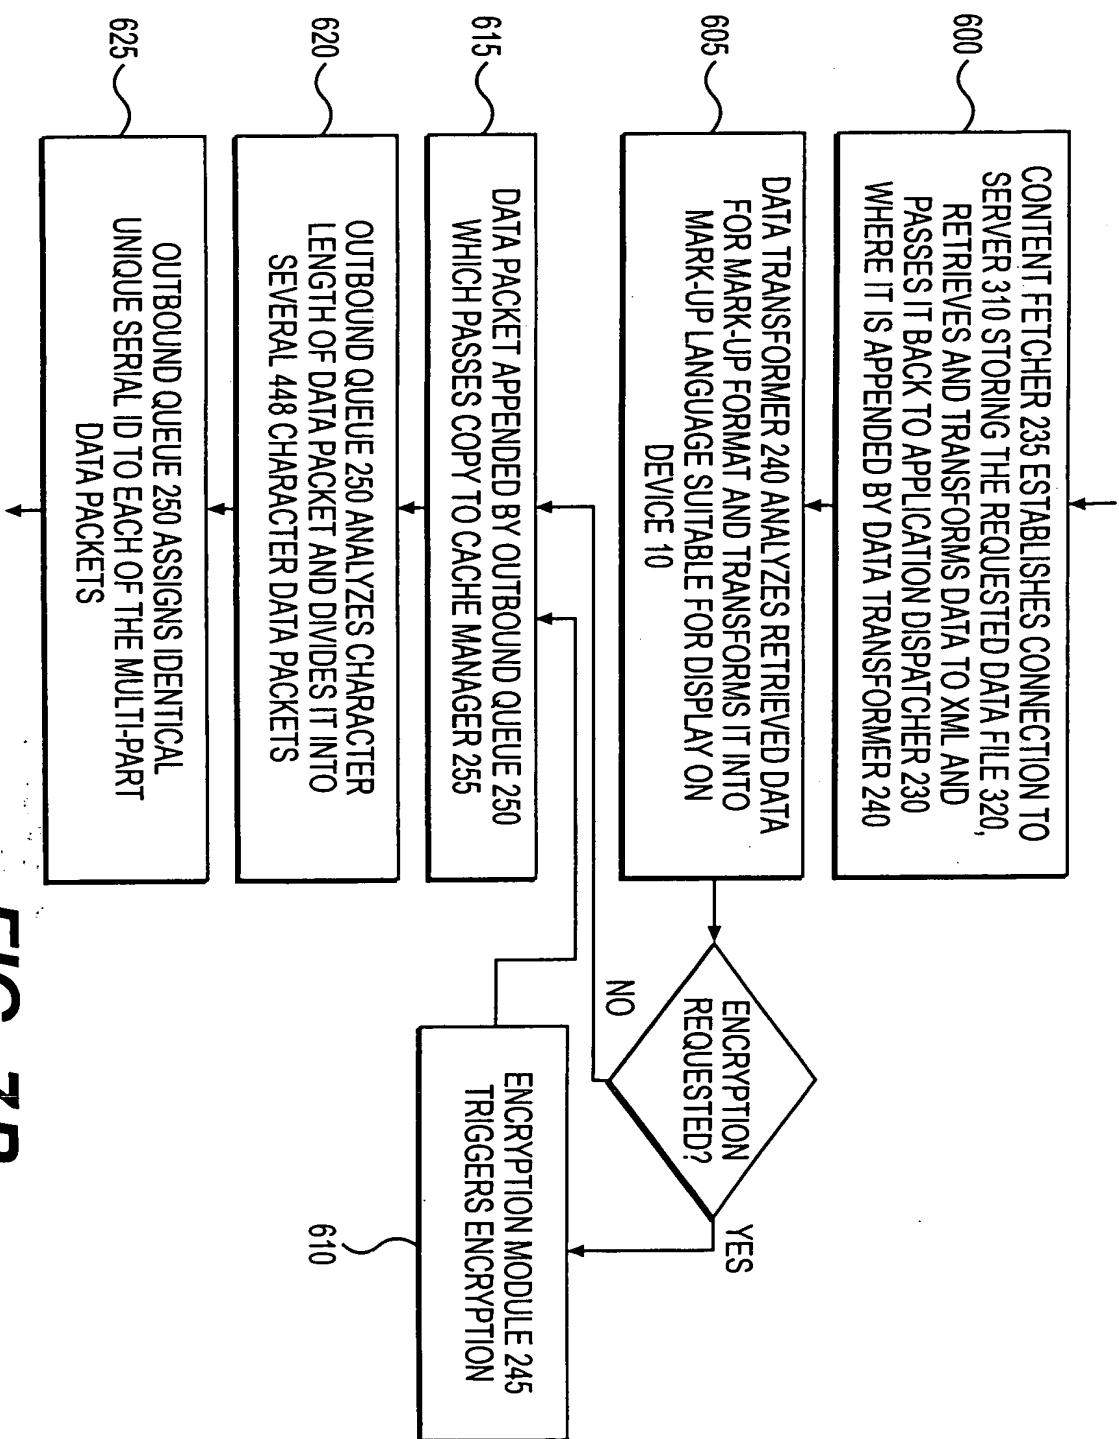 600
CONTENT FETCHER 235 ESTABLISHES CONNECTION TO
SERVER 310 STORING THE REQUESTED DATA FILE 320,
RETRIEVES AND TRANSFORMS DATA TO XML AND
PASSES IT BACK TO APPLICATION DISPATCHER 230
WHERE IT IS APPENDED BY DATA TRANSFORMER 240
605
DATA TRANSFORMER 240 ANALYZES RETRIEVED DATA
FOR MARK-UP FORMAT AND TRANSFORMS IT INTO
MARK-UP LANGUAGE SUITABLE FOR DISPLAY ON
DEVICE 10
ENCRYPTION
REQUESTED?
YES
NO
ENCRYPTION MODULE 245
TRIGGERS ENCRYPTION
610
615
DATA PACKET APPENDED BY OUTBOUND QUEUE 250
WHICH PASSES COPY TO CACHE MANAGER 255
620
OUTBOUND QUEUE 250 ANALYZES CHARACTER
LENGTH OF DATA PACKET AND DIVIDES IT INTO
SEVERAL 448 CHARACTER DATA PACKETS
625
OUTBOUND QUEUE 250 ASSIGNS IDENTICAL
UNIQUE SERIAL ID TO EACH OF THE MULTI-PART
DATA PACKETS